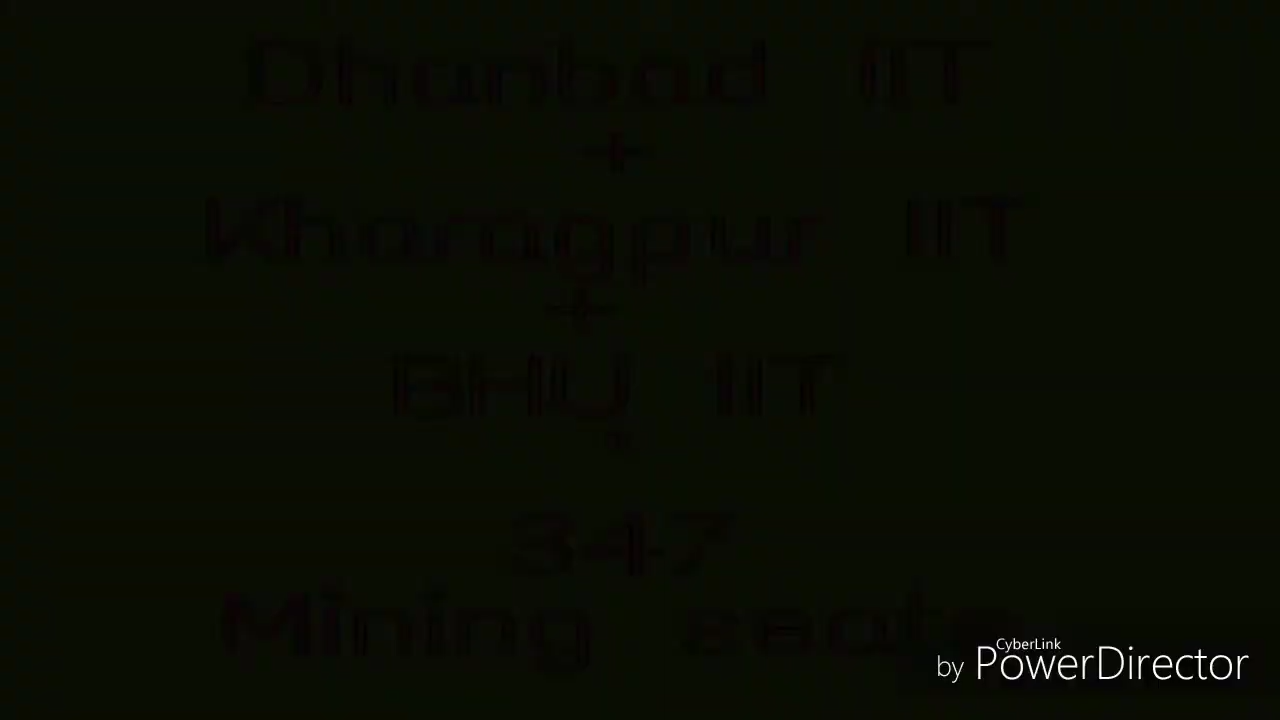 Dhanbad IIT
+
Kharagpur IIT
+
BHU IIT
347
Mining seats
CyberLink
by PowerDirector